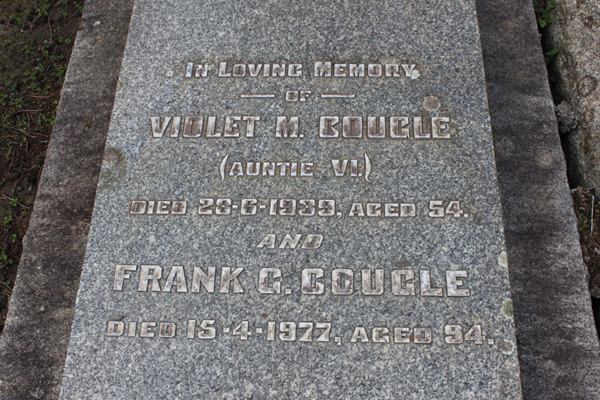 IN LOVING MEMORY
— OF —
VIOLET M. COUGLE
(AUNTIE VI)
DIED 28-6-1939, AGED 54.
AND
FRANK G. COUGLE
DIED 15-4-1977, AGED 94.